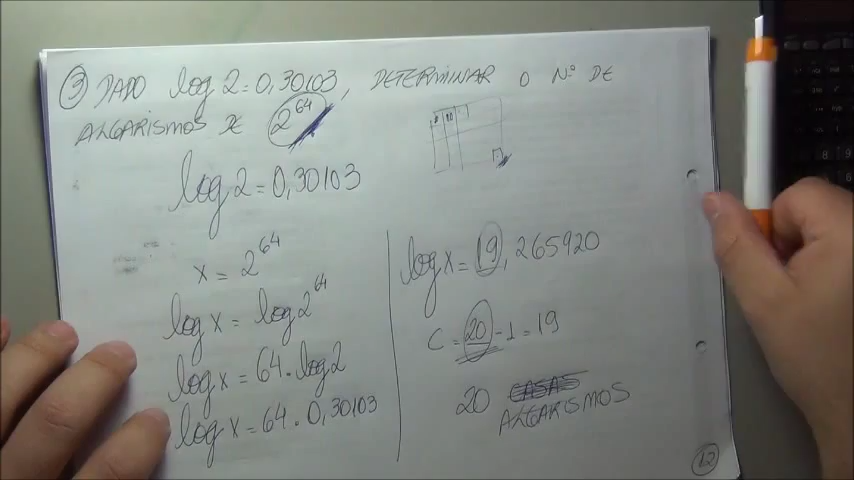 3 DADO log 2 = 0,30103, DETERMINAR O Nº DE
ALGARISMOS DE 2^64
log 2 = 0,30103
x = 2^64
log x = log 2^64
log x = 64 . log 2
log x = 64 . 0,30103
log x = 19,265920
C = 20 - 1 = 19
20 CASAS
ALGARISMOS
12
8 9